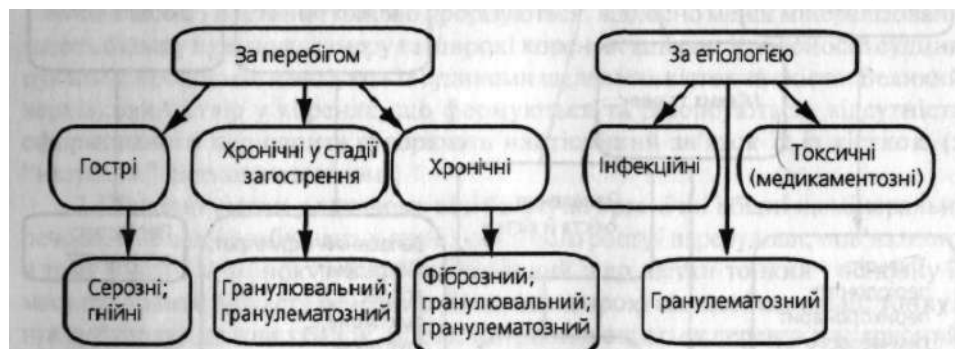 За перебігом
За етіологією
Гострі
Хронічні у стадії
загострення
Хронічні
Інфекційні
Токсичні
(медикаментозні)
Серозні;
гнійні
Гранулювальний;
гранулематозний
Фіброзний;
гранулювальний;
гранулематозний
Гранулематозний